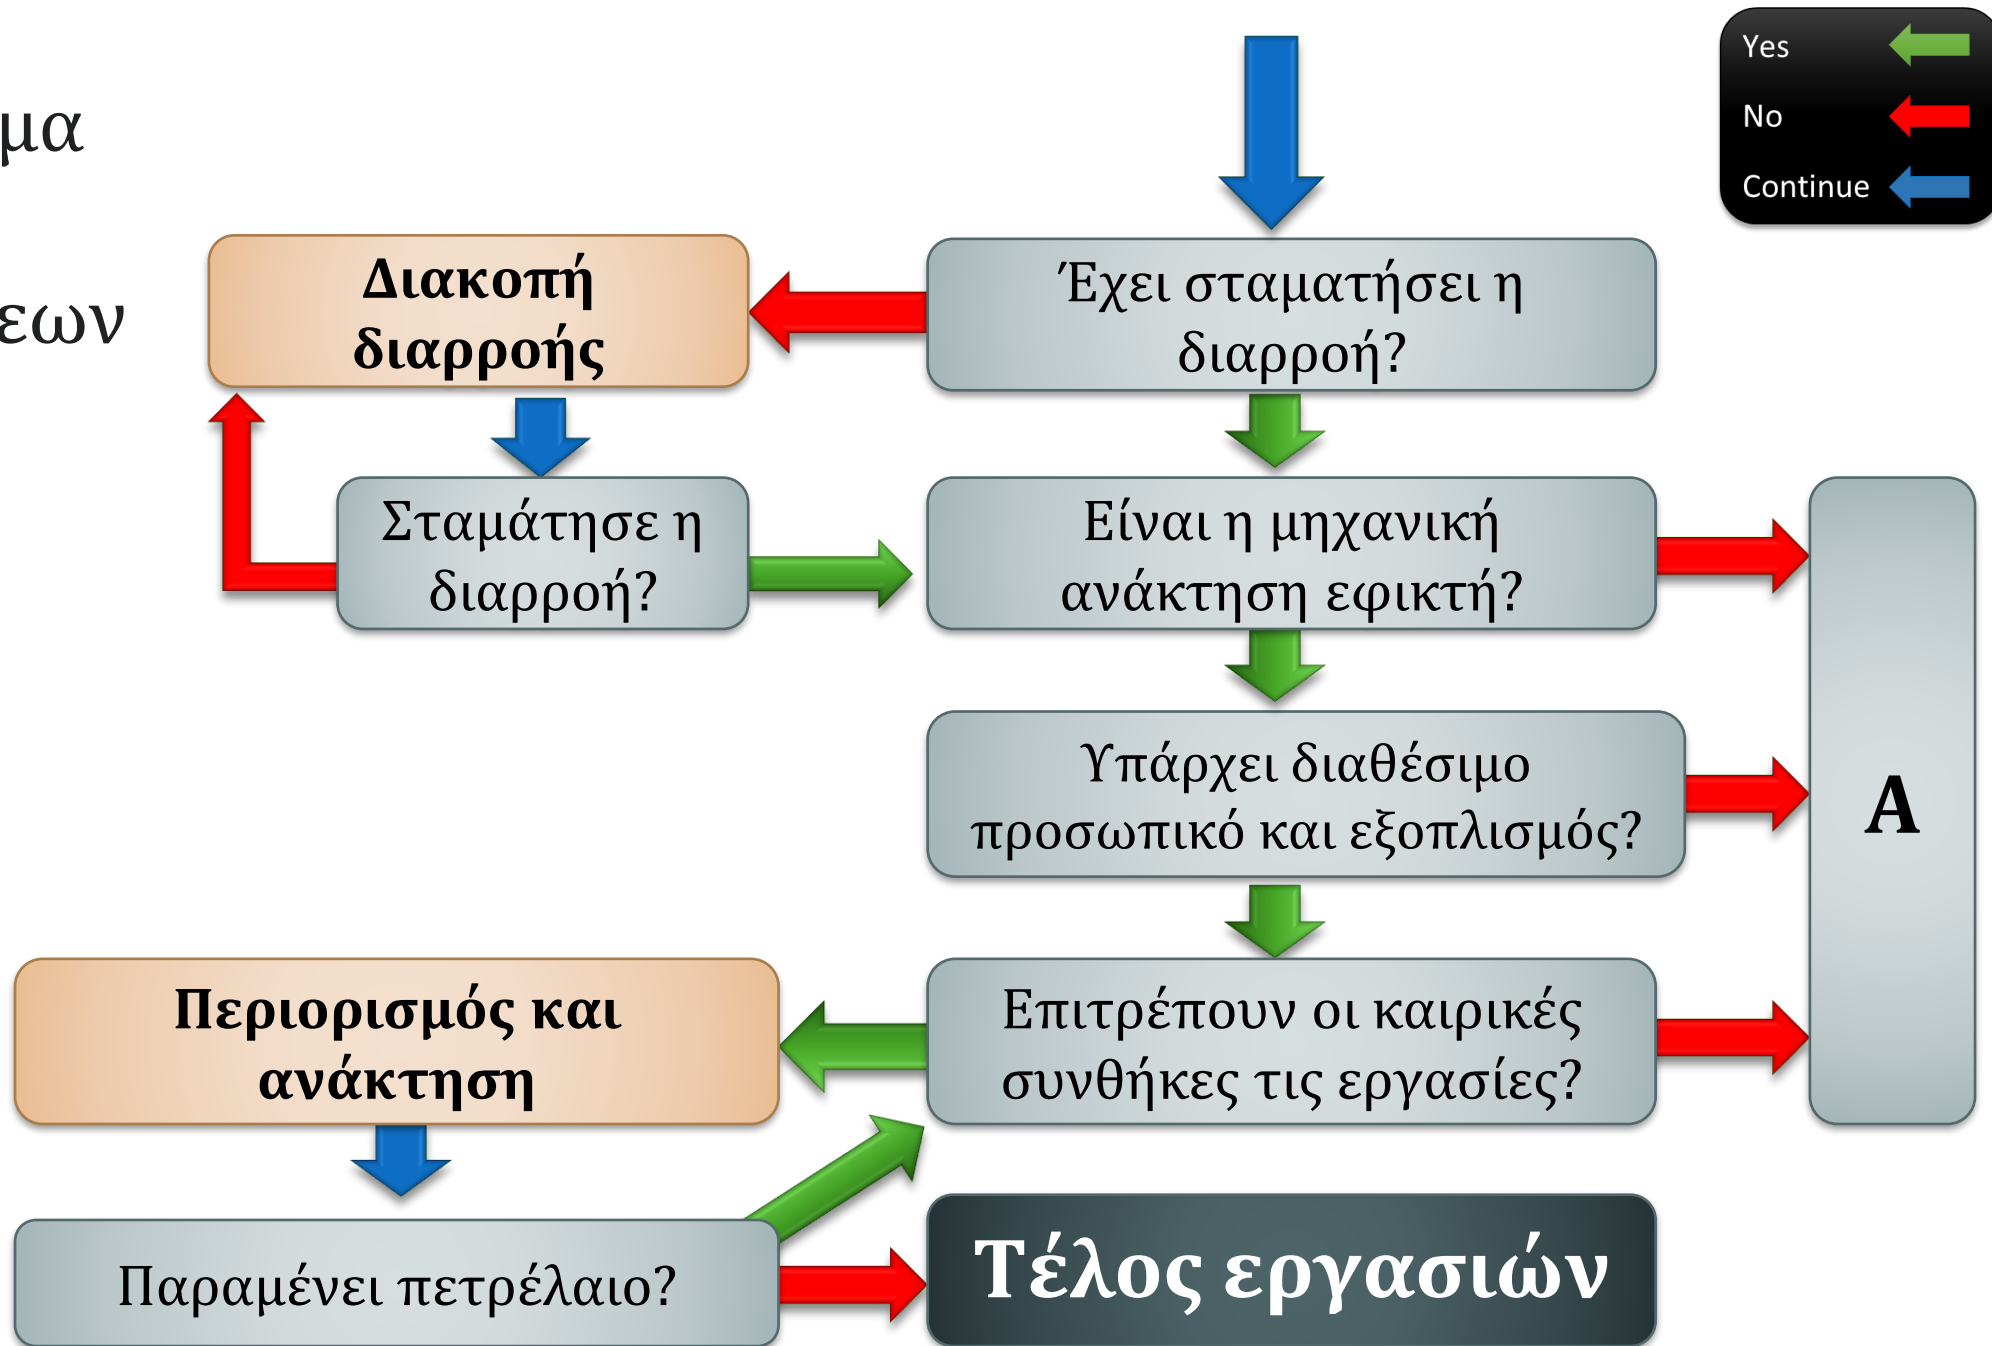 μα
εων
Yes
No
Continue
Διακοπή
διαρροής
Έχει σταματήσει η
διαρροή?
Σταμάτησε η
διαρροή?
Είναι η μηχανική
ανάκτηση εφικτή?
Υπάρχει διαθέσιμο
προσωπικό και εξοπλισμός?
A
Περιορισμός και
ανάκτηση
Επιτρέπουν οι καιρικές
συνθήκες τις εργασίες?
Παραμένει πετρέλαιο?
Τέλος εργασιών